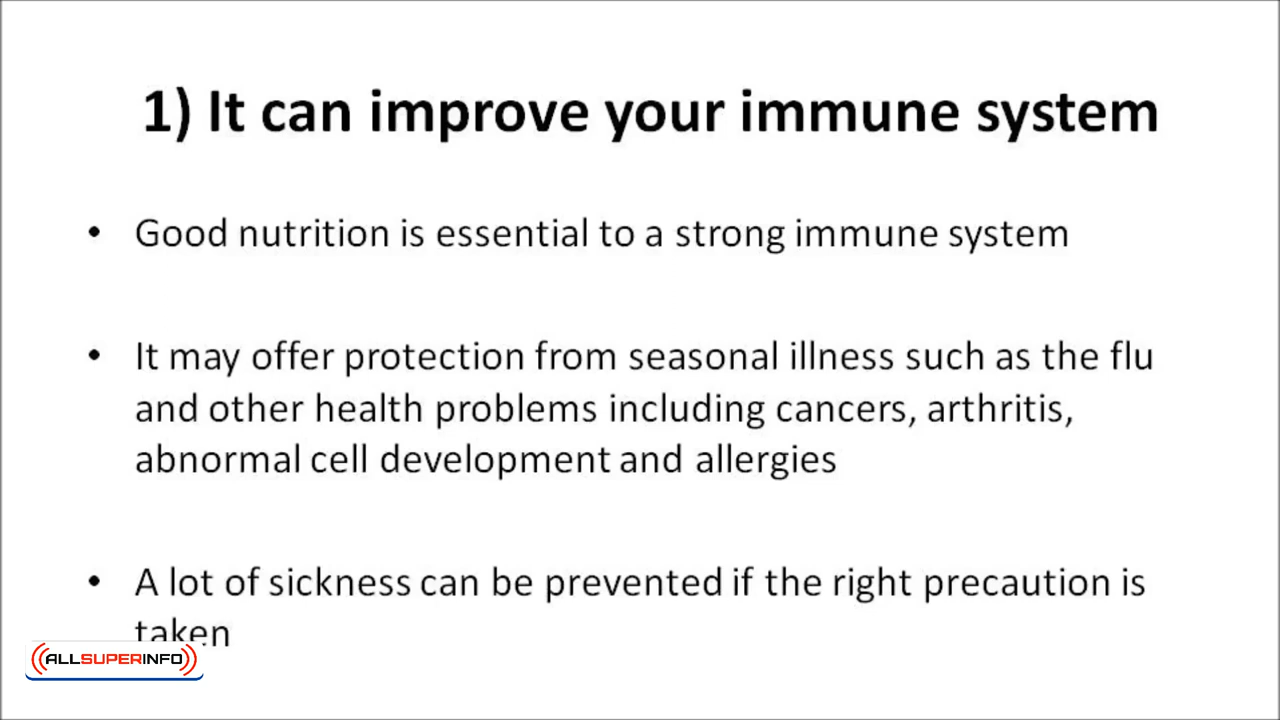 1) It can improve your immune system
• Good nutrition is essential to a strong immune system
• It may offer protection from seasonal illness such as the flu
and other health problems including cancers, arthritis,
abnormal cell development and allergies
• A lot of sickness can be prevented if the right precaution is
taken
ALLSUPERINFO